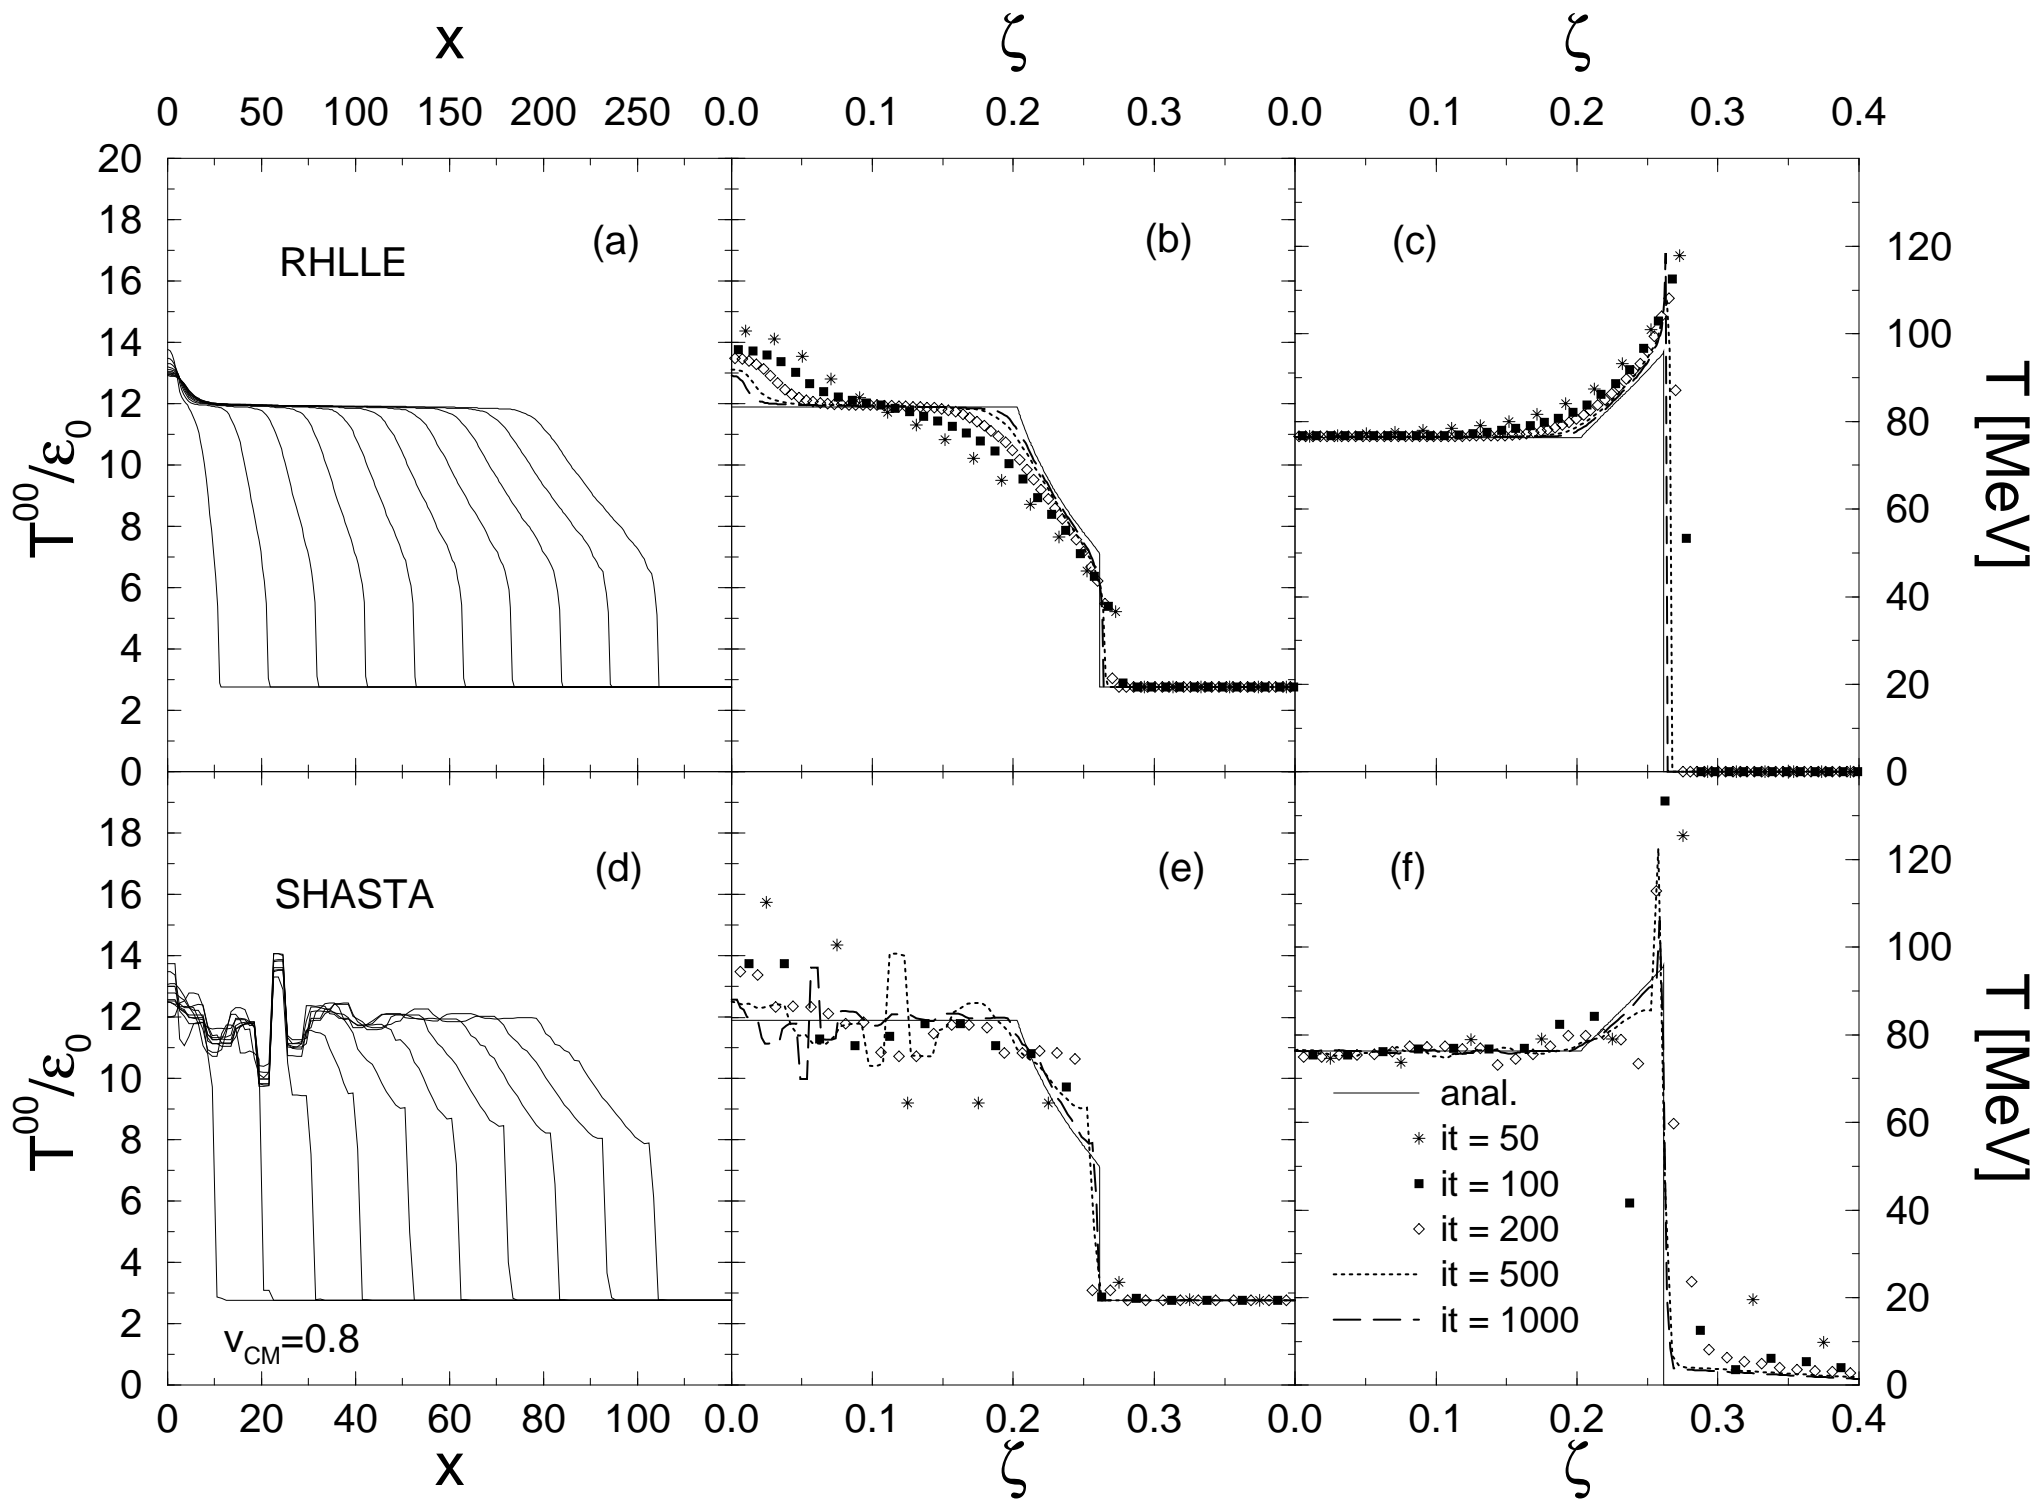 x ζ ζ
0 50 100 150 200 250 0.0 0.1 0.2 0.3 0.0 0.1 0.2 0.3 0.4
20
18
16
14
12
10
8
6
4
2
0
T^00/ε_0
RHLLE
(a)
(b)
(c)
120
100
80
60
40
20
0
T [MeV]
18
16
14
12
10
8
6
4
2
0
T^00/ε_0
SHASTA
(d)
v_CM=0.8
(e)
(f)
anal.
it = 50
it = 100
it = 200
it = 500
it = 1000
120
100
80
60
40
20
0
T [MeV]
0 20 40 60 80 100 0.0 0.1 0.2 0.3 0.0 0.1 0.2 0.3 0.4
x ζ ζ